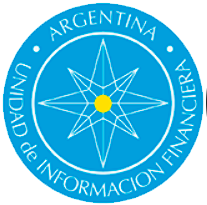 ARGENTINA
UNIDAD de INFORMACION FINANCIERA